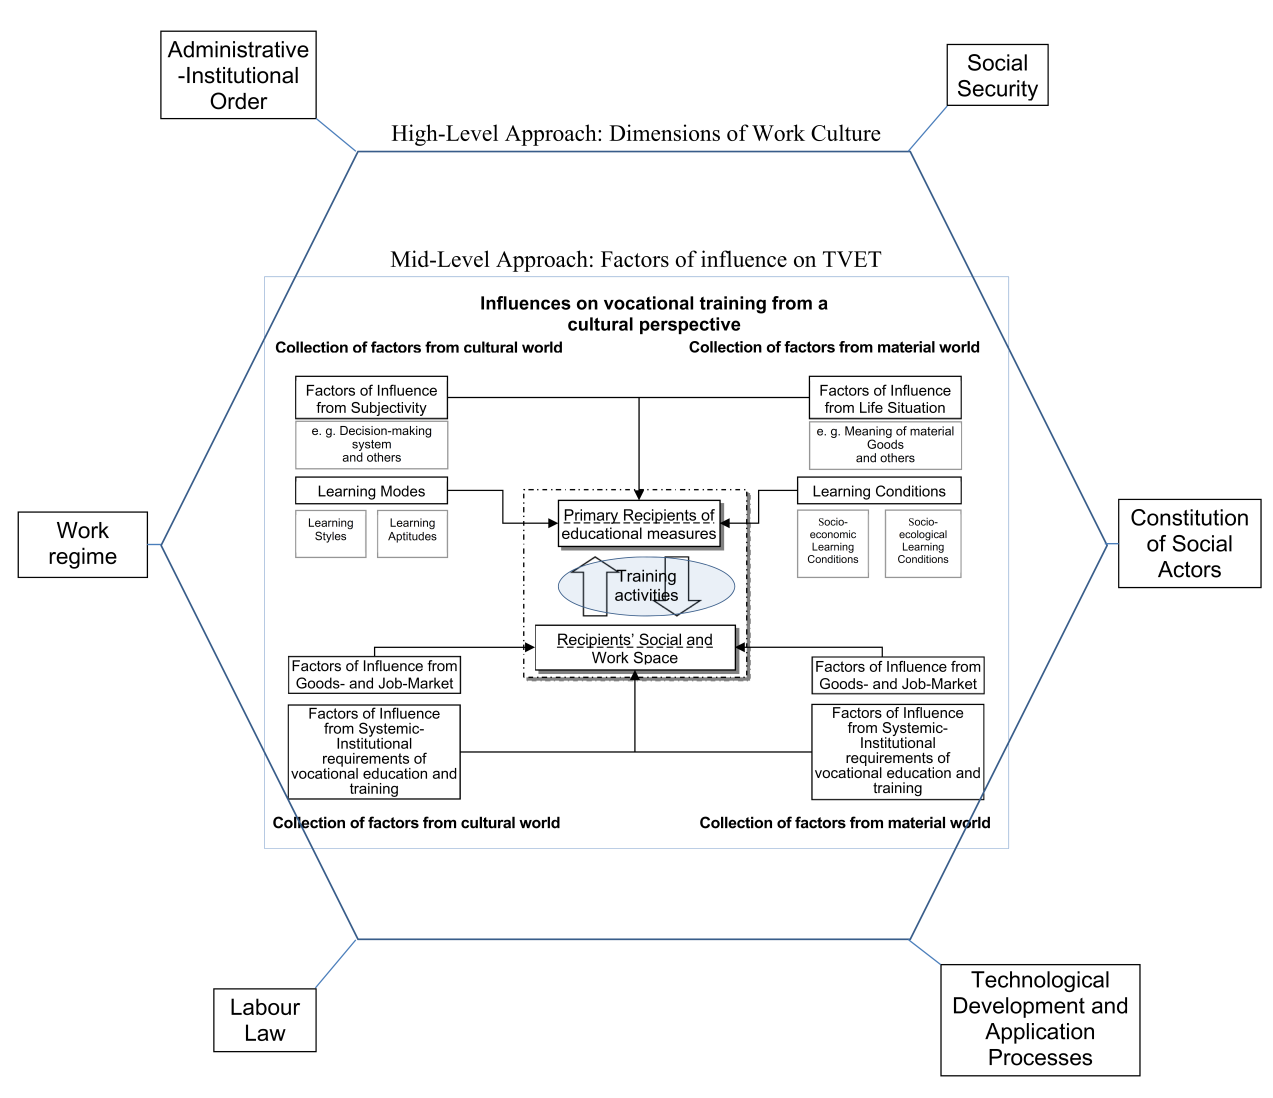 Administrative
-Institutional
Order
Social
Security
High-Level Approach: Dimensions of Work Culture
Mid-Level Approach: Factors of influence on TVET
Influences on vocational training from a
cultural perspective
Collection of factors from cultural world
Collection of factors from material world
Factors of Influence
from Subjectivity
e. g. Decision-making
system
and others
Factors of Influence
from Life Situation
e. g. Meaning of material
Goods
and others
Learning Modes
Learning
Styles
Learning
Aptitudes
Learning Conditions
Socio-
economic
Learning
Conditions
Socio-
ecological
Learning
Conditions
Primary Recipients of
educational measures
Training
activities
Recipients' Social and
Work Space
Work
regime
Constitution
of Social
Actors
Factors of Influence from
Goods- and Job-Market
Factors of Influence from
Goods- and Job-Market
Factors of Influence
from Systemic-
Institutional
requirements of
vocational education and
training
Factors of Influence
from Systemic-
Institutional
requirements of
vocational education and
training
Collection of factors from cultural world
Collection of factors from material world
Labour
Law
Technological
Development and
Application
Processes